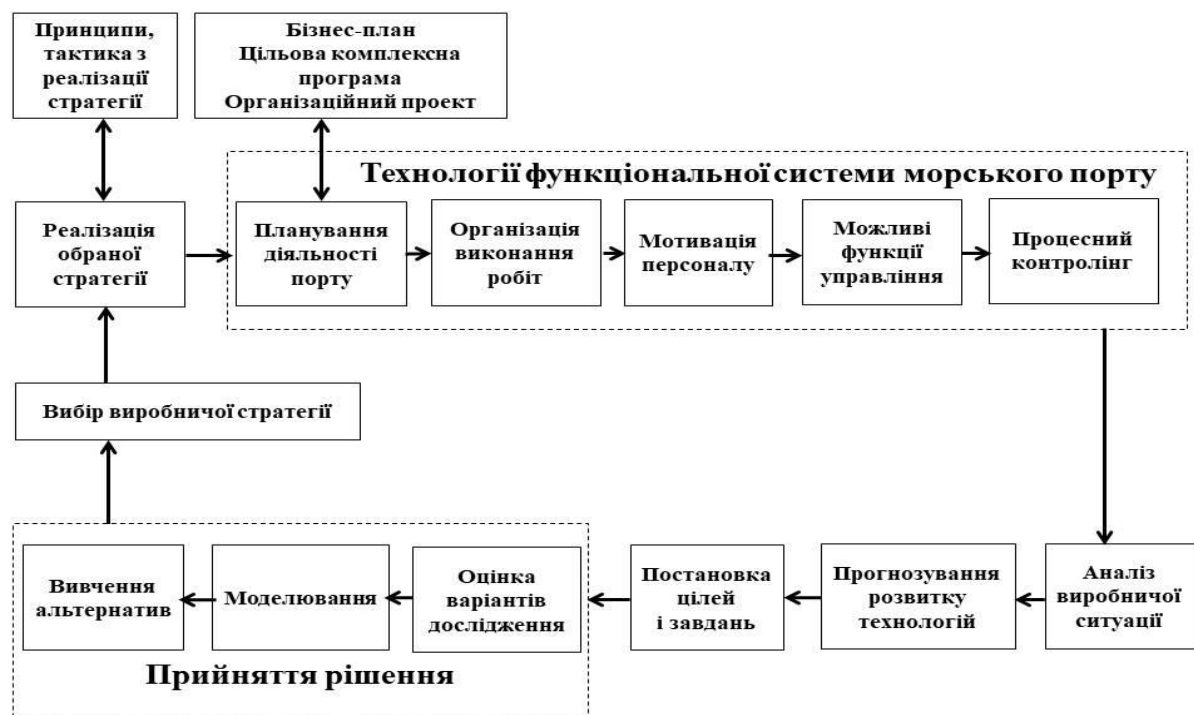 Принципи,
тактика з
реалізації
стратегії
Бізнес-план
Цільова комплексна
програма
Організаційний проект
Технології функціональної системи морського порту
Реалізація
обраної
стратегії
Планування
діяльності
порту
Організація
виконання
робіт
Мотивація
персоналу
Можливі
функції
управління
Процесний
контролінг
Вибір виробничої стратегії
Вивчення
альтернатив
Моделювання
Оцінка
варіантів
дослідження
Постановка
цілей
і завдань
Прогнозування
розвитку
технологій
Аналіз
виробничої
ситуації
Прийняття рішення